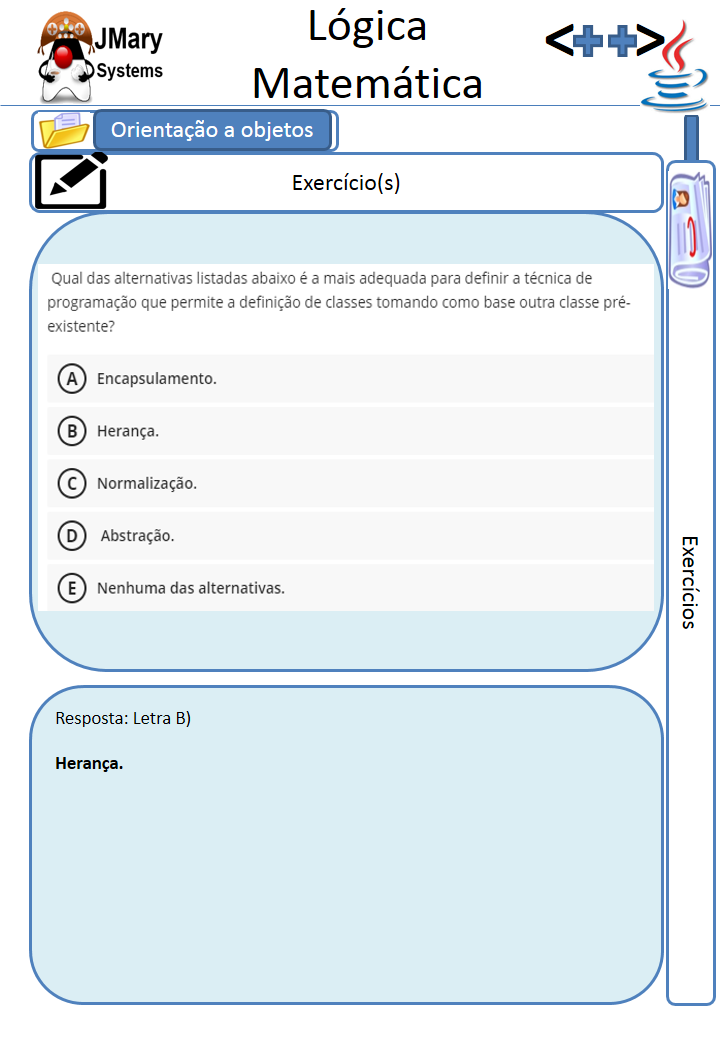 JMary
Systems
Lógica
Matemática
<++>
Orientação a objetos
Exercício(s)
Qual das alternativas listadas abaixo é a mais adequada para definir a técnica de
programação que permite a definição de classes tomando como base outra classe pré-
existente?
A Encapsulamento.
B Herança.
C Normalização.
D Abstração.
E Nenhuma das alternativas.
Resposta: Letra B)
Herança.
Exercícios